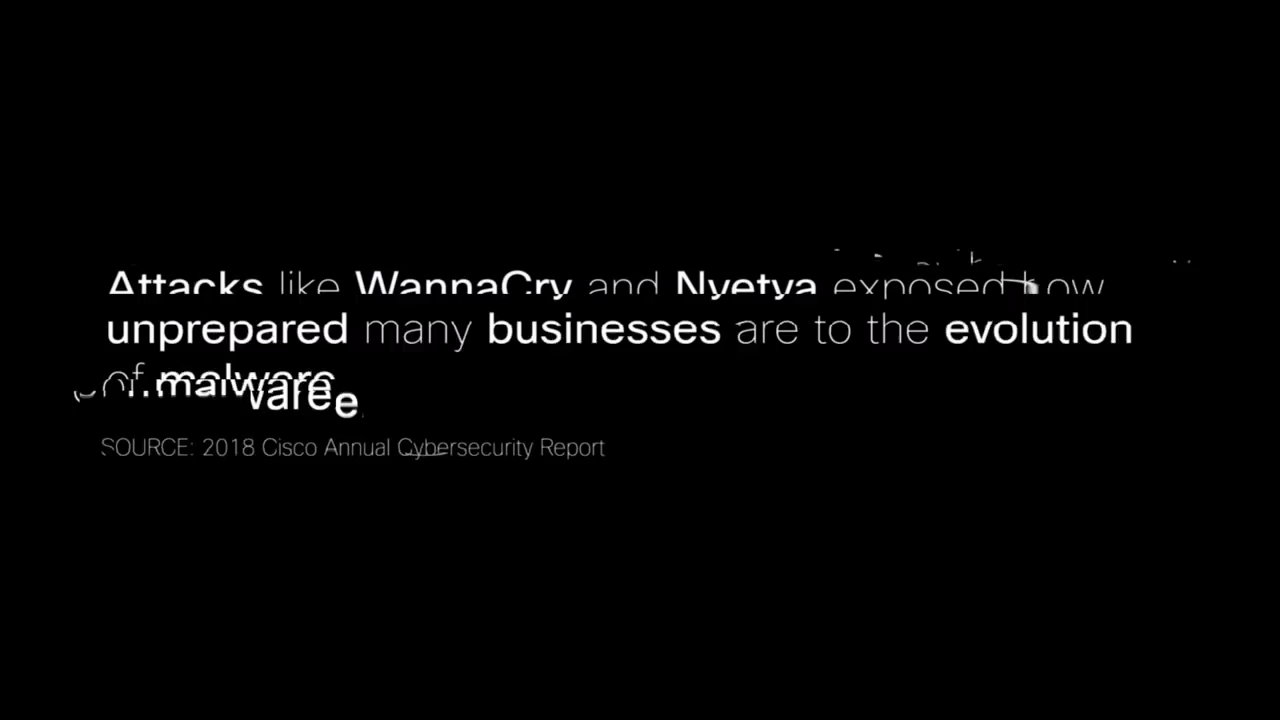 Attacks like WannaCry and Nyetya exposed how
unprepared many businesses are to the evolution
of malware
SOURCE: 2018 Cisco Annual Cybersecurity Report